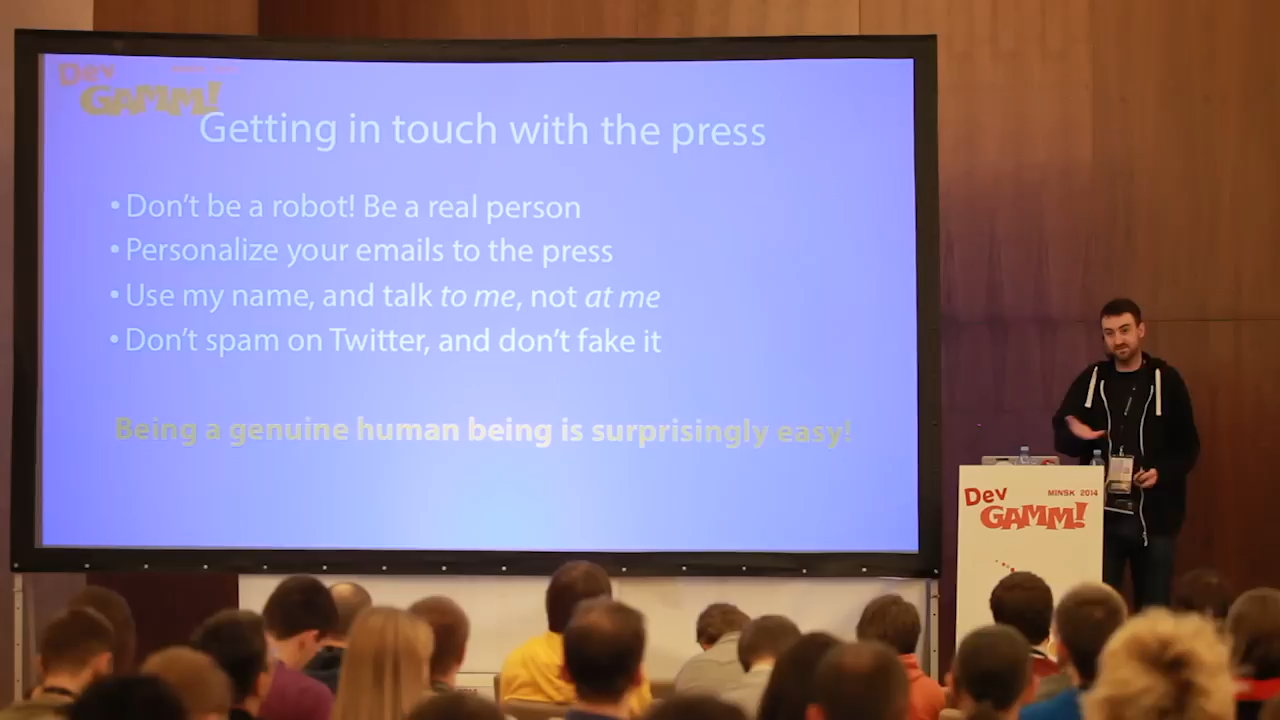 Dev
GAMM!
Getting in touch with the press
• Don't be a robot! Be a real person
• Personalize your emails to the press
• Use my name, and talk to me, not at me
• Don't spam on Twitter, and don't fake it
Being a genuine human being is surprisingly easy!
Dev MINSK 2014
GAMM!